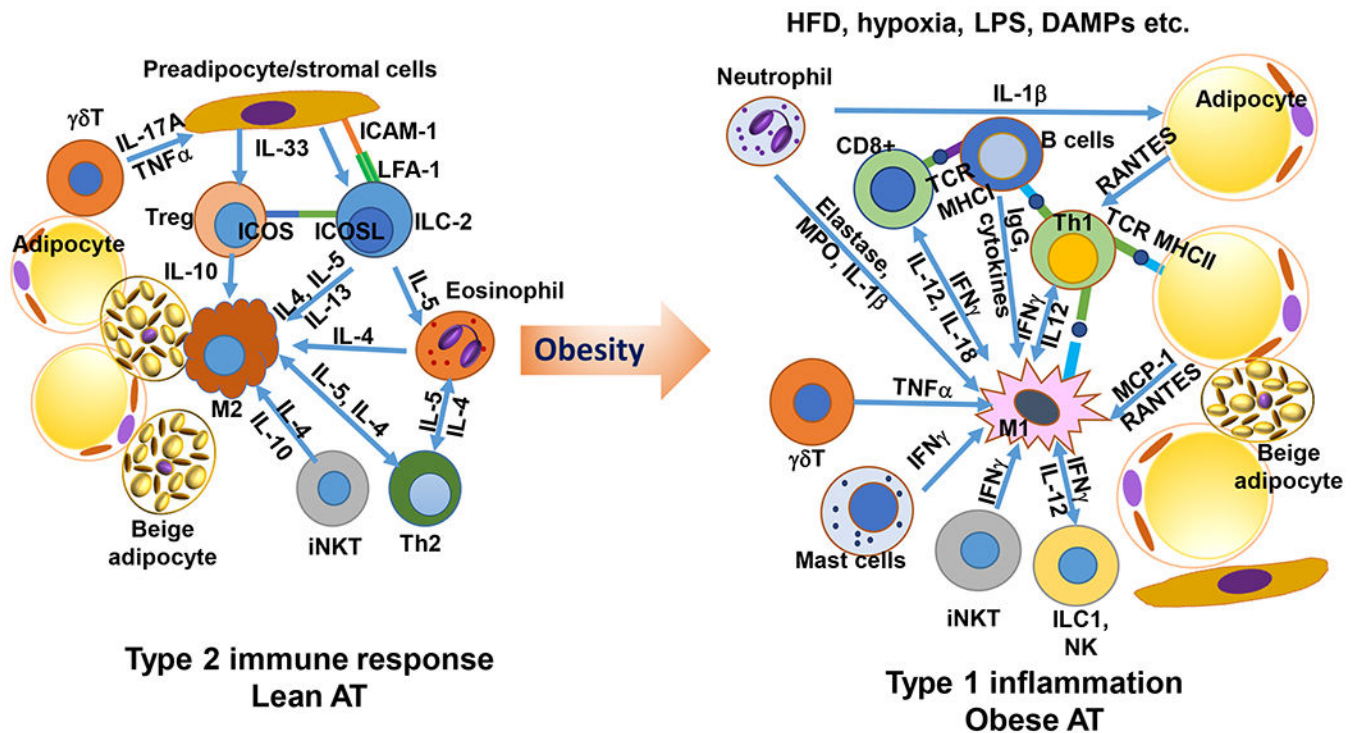 Preadipocyte/stromal cells
γδT
IL-17A
TNFα
IL-33
ICAM-1
LFA-1
Treg
ICOS
ICOSL
ILC-2
Adipocyte
IL-10
IL4, IL-5
IL-13
IL-5
Eosinophil
IL-4
M2
IL-5, IL-4
IL-5
IL-4
IL-4
IL-10
Beige
adipocyte
iNKT
Th2
Type 2 immune response
Lean AT
Obesity
HFD, hypoxia, LPS, DAMPs etc.
Neutrophil
IL-1β
Adipocyte
CD8+
B cells
TCR
MHCI
RANTES
Th1
TCR MHCII
Elastase,
MPO, IL-1β
IFNγ
IL-12, IL-18
IgG,
cytokines
IFNγ
IL12
MCP-1
RANTES
TNFα
γδT
M1
IFNγ
IFNγ
IFNγ
IL-12
Beige
adipocyte
Mast cells
iNKT
ILC1,
NK
Type 1 inflammation
Obese AT